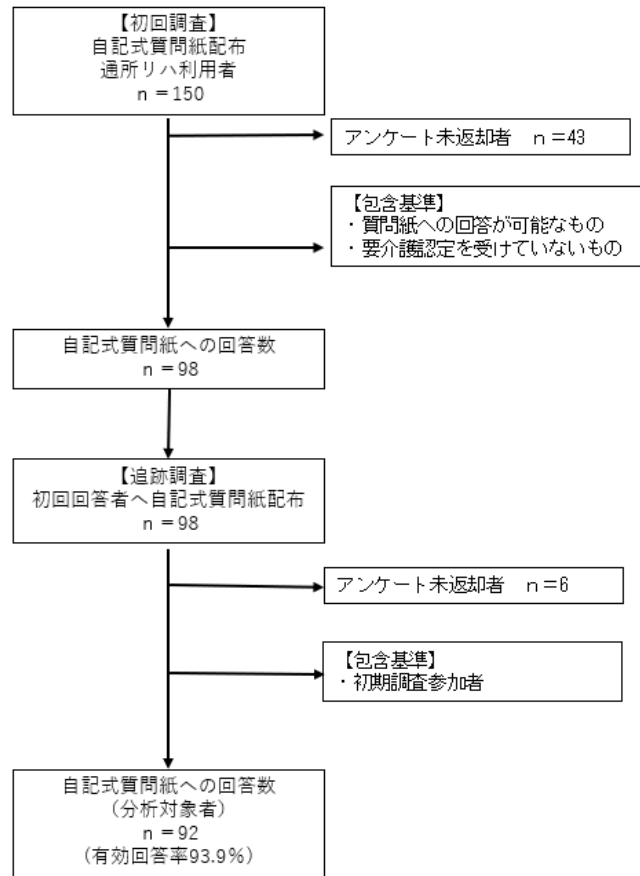 【初回調査】
自記式質問紙配布
通所リハ利用者
n＝150
アンケート未返却者　n＝43
【包含基準】
・質問紙への回答が可能なもの
・要介護認定を受けていないもの
自記式質問紙への回答数
n＝98
【追跡調査】
初回回答者へ自記式質問紙配布
n＝98
アンケート未返却者　n＝6
【包含基準】
・初期調査参加者
自記式質問紙への回答数
（分析対象者）
n＝92
（有効回答率93.9％）